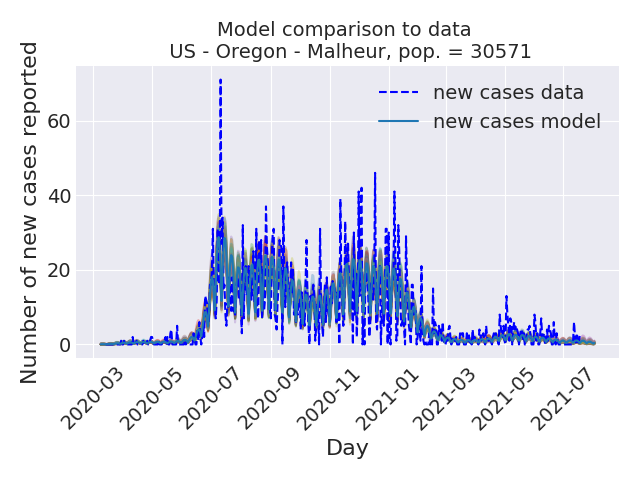 Model comparison to data
US - Oregon - Malheur, pop. = 30571
Number of new cases reported
60
40
20
0
new cases data
new cases model
2020-03
2020-05
2020-07
2020-09
2020-11
2021-01
2021-03
2021-05
2021-07
Day